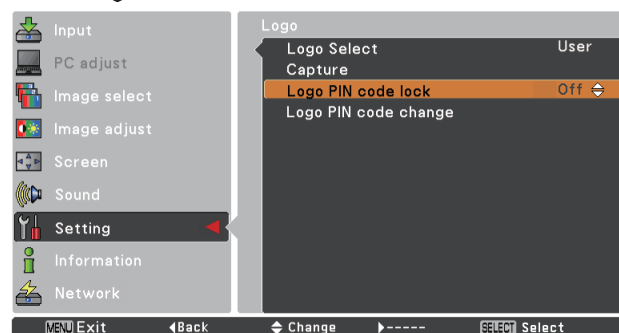 Input
PC adjust
Image select
Image adjust
Screen
Sound
Setting
Information
Network
Logo
Logo Select User
Capture
Logo PIN code lock Off
Logo PIN code change
MENU Exit Back Change ----- SELECT Select